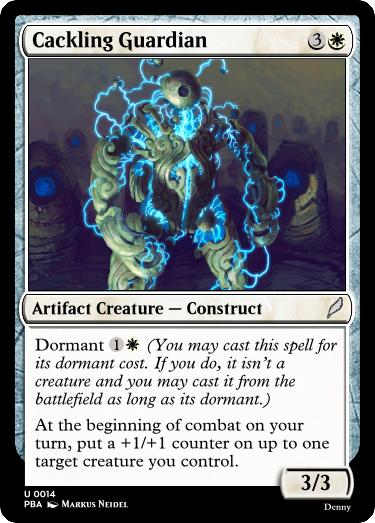 Cackling Guardian 3
Artifact Creature — Construct
Dormant 1 (You may cast this spell for
its dormant cost. If you do, it isn't a
creature and you may cast it from the
battlefield as long as its dormant.)
At the beginning of combat on your
turn, put a +1/+1 counter on up to one
target creature you control.
3/3
U 0014
PBA Markus Neidel
Denny